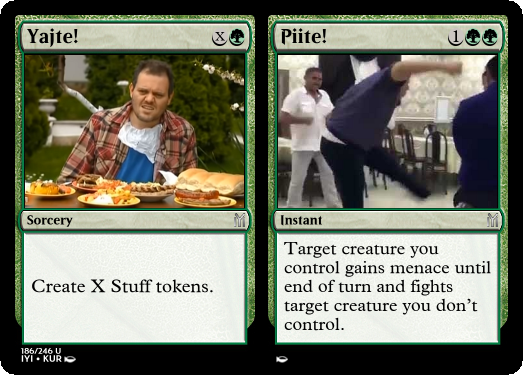 Yajte!
X
Sorcery
Create X Stuff tokens.
186/246 U
IYI • KUR
Piite!
1
Instant
Target creature you
control gains menace until
end of turn and fights
target creature you don't
control.